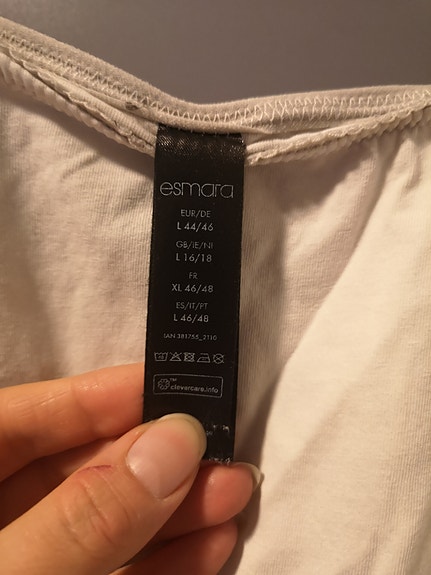 esmara
EUR/DE
L 44/46
GB/IE/NI
L 16/18
FR
XL 46/48
ES/IT/PT
L 46/48
IAN 381755_2110
clevercare.info